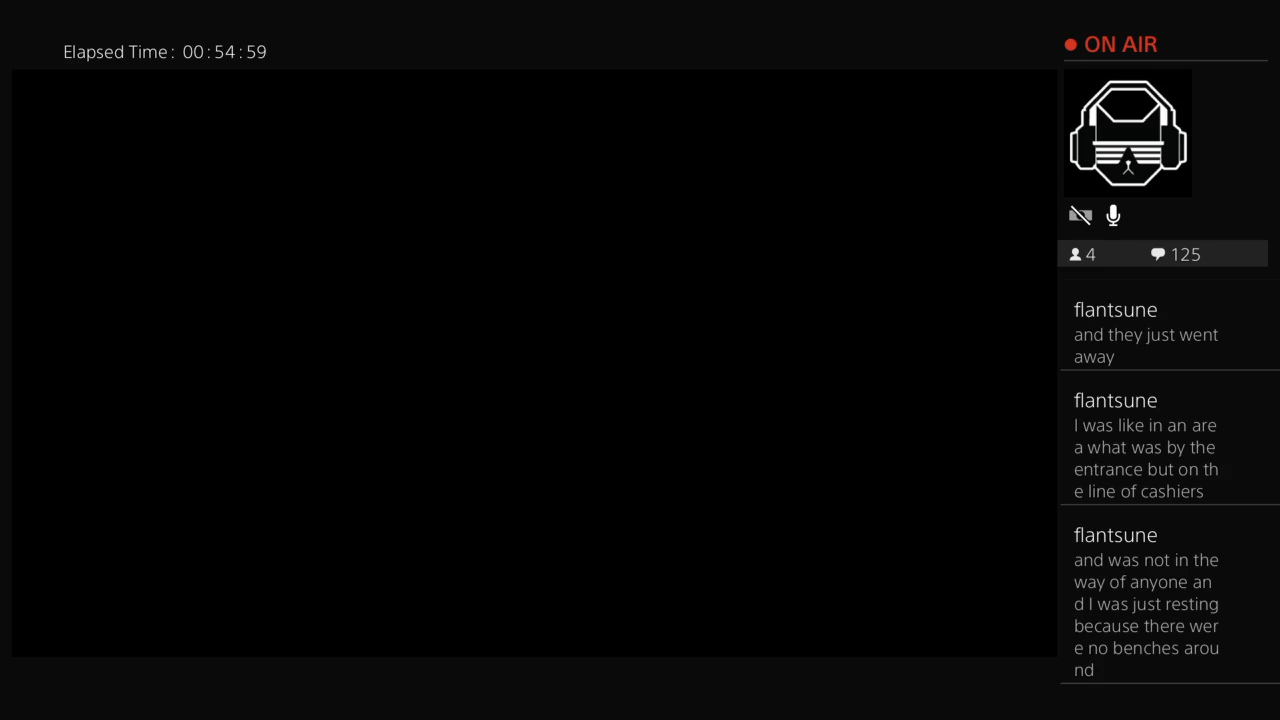 Elapsed Time: 00:54:59
ON AIR
4 125
flantsune
and they just went
away
flantsune
I was like in an are
a what was by the
entrance but on th
e line of cashiers
flantsune
and was not in the
way of anyone an
d I was just resting
because there wer
e no benches arou
nd